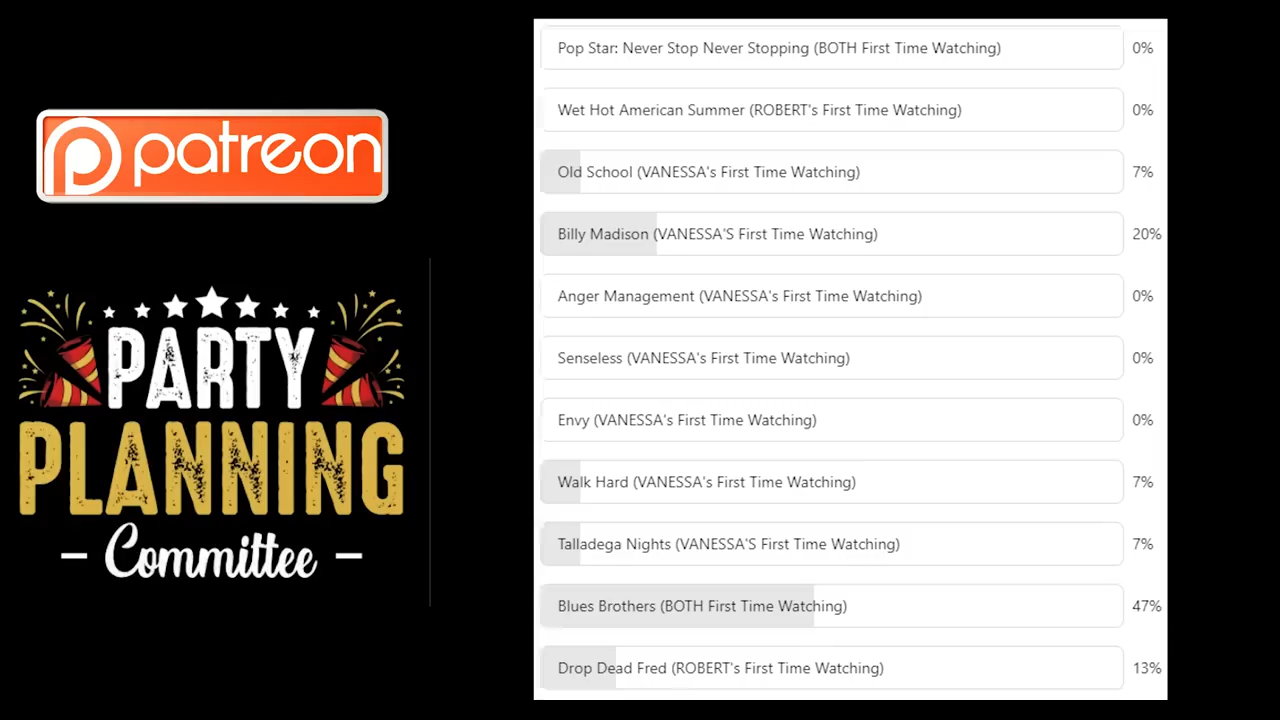 patreon
PARTY
PLANNING
– Committee –
Pop Star: Never Stop Never Stopping (BOTH First Time Watching) 0%
Wet Hot American Summer (ROBERT's First Time Watching) 0%
Old School (VANESSA's First Time Watching) 7%
Billy Madison (VANESSA'S First Time Watching) 20%
Anger Management (VANESSA's First Time Watching) 0%
Senseless (VANESSA's First Time Watching) 0%
Envy (VANESSA's First Time Watching) 0%
Walk Hard (VANESSA's First Time Watching) 7%
Talladega Nights (VANESSA'S First Time Watching) 7%
Blues Brothers (BOTH First Time Watching) 47%
Drop Dead Fred (ROBERT's First Time Watching) 13%